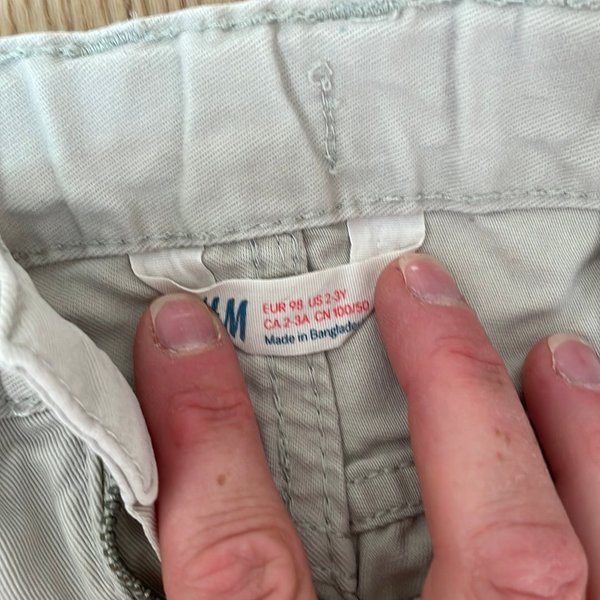 EUR 98 US 2-3Y
CA 2-3A CN 100/50
Made in